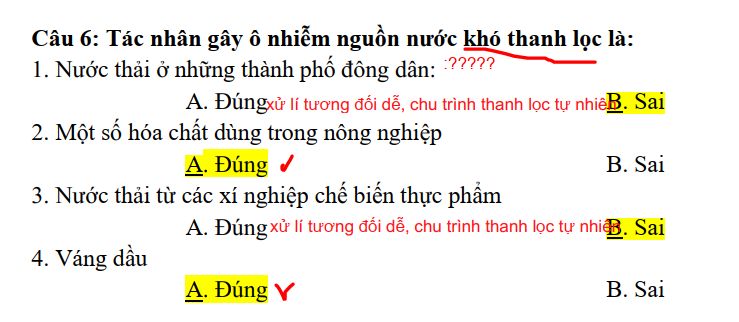 Câu 6: Tác nhân gây ô nhiễm nguồn nước khó thanh lọc là:
1. Nước thải ở những thành phố đông dân: :?????
A. Đúng xử lí tương đối dễ, chu trình thanh lọc tự nhiên B. Sai
2. Một số hóa chất dùng trong nông nghiệp
A. Đúng B. Sai
3. Nước thải từ các xí nghiệp chế biến thực phẩm
A. Đúng xử lí tương đối dễ, chu trình thanh lọc tự nhiên B. Sai
4. Váng dầu
A. Đúng B. Sai